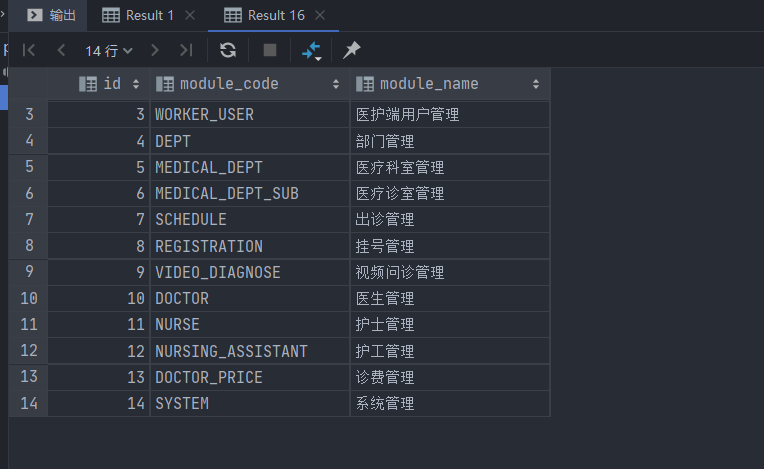 输出 Result 1 Result 16
14 行
id module_code module_name
3 3 WORKER_USER 医护端用户管理
4 4 DEPT 部门管理
5 5 MEDICAL_DEPT 医疗科室管理
6 6 MEDICAL_DEPT_SUB 医疗诊室管理
7 7 SCHEDULE 出诊管理
8 8 REGISTRATION 挂号管理
9 9 VIDEO_DIAGNOSE 视频问诊管理
10 10 DOCTOR 医生管理
11 11 NURSE 护士管理
12 12 NURSING_ASSISTANT 护工管理
13 13 DOCTOR_PRICE 诊费管理
14 14 SYSTEM 系统管理